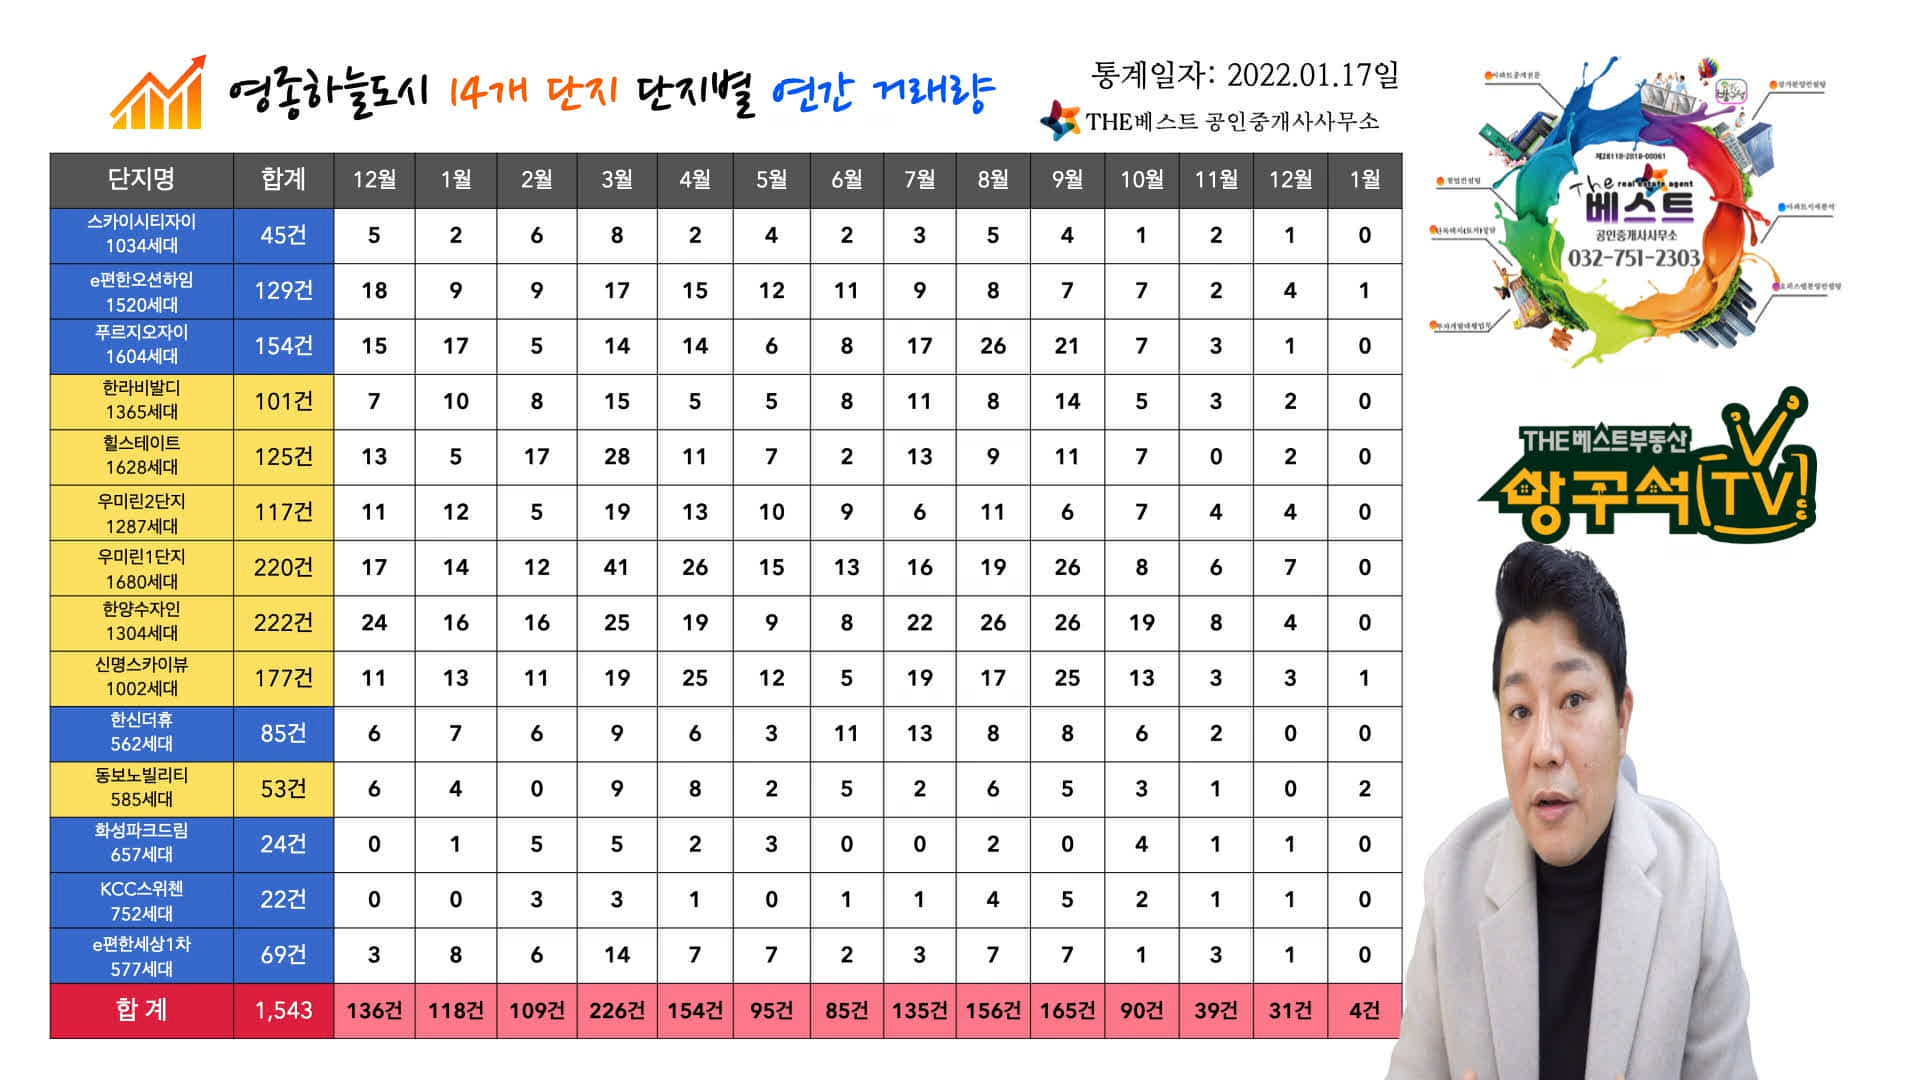 영종하늘도시 14개 단지 단지별 연간 거래량
통계일자: 2022.01.17일
THE베스트 공인중개사사무소
단지명 합계 12월 1월 2월 3월 4월 5월 6월 7월 8월 9월 10월 11월 12월 1월
스카이시티자이
1034세대
45건 5 2 6 8 2 4 2 3 5 4 1 2 1 0
e편한오션하임
1520세대
129건 18 9 9 17 15 12 11 9 8 7 7 2 4 1
푸르지오자이
1604세대
154건 15 17 5 14 14 6 8 17 26 21 7 3 1 0
한라비발디
1365세대
101건 7 10 8 15 5 5 8 11 8 14 5 3 2 0
힐스테이트
1628세대
125건 13 5 17 28 11 7 2 13 9 11 7 0 2 0
우미린2단지
1287세대
117건 11 12 5 19 13 10 9 6 11 6 7 4 4 0
우미린1단지
1680세대
220건 17 14 12 41 26 15 13 16 19 26 8 6 7 0
한양수자인
1304세대
222건 24 16 16 25 19 9 8 22 26 26 19 8 4 0
신명스카이뷰
1002세대
177건 11 13 11 19 25 12 5 19 17 25 13 3 3 1
한신더휴
562세대
85건 6 7 6 9 6 3 11 13 8 8 6 2 0 0
동보노빌리티
585세대
53건 6 4 0 9 8 2 5 2 6 5 3 1 0 2
화성파크드림
657세대
24건 0 1 5 5 2 3 0 0 2 0 4 1 1 0
KCC스위첸
752세대
22건 0 0 3 3 1 0 1 1 4 5 2 1 1 0
e편한세상1차
577세대
69건 3 8 6 14 7 7 2 3 7 7 1 3 1 0
합 계 1,543 136건 118건 109건 226건 154건 95건 85건 135건 156건 165건 90건 39건 31건 4건
제28110-2018-00061
The real estate agent
베스트
공인중개사사무소
032-751-2303
THE베스트부동산
방구석TV!